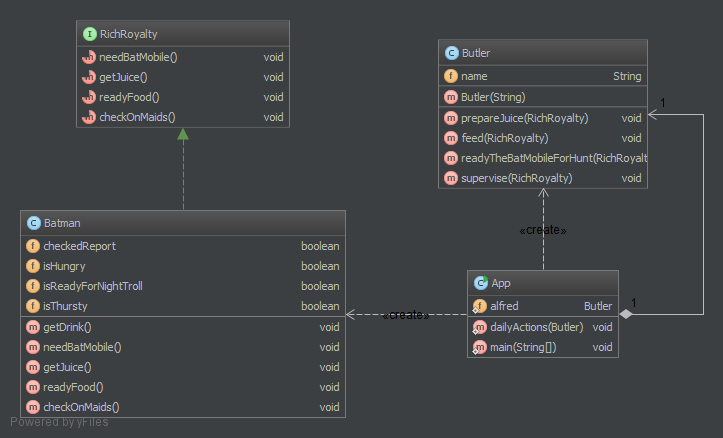 I RichRoyalty
m needBatMobile() void
m getJuice() void
m readyFood() void
m checkOnMaids() void
C Butler
f name String
m Butler(String)
m prepareJuice(RichRoyalty) void
m feed(RichRoyalty) void
m readyTheBatMobileForHunt(RichRoyalt
m supervise(RichRoyalty) void
1
C Batman
f checkedReport boolean
f isHungry boolean
f isReadyForNightTroll boolean
f isThursty boolean
m getDrink() void
m needBatMobile() void
m getJuice() void
m readyFood() void
m checkOnMaids() void
«create»
C App
f alfred Butler
m dailyActions(Butler) void
m main(String[]) void
1
«create»
Powered by yFiles